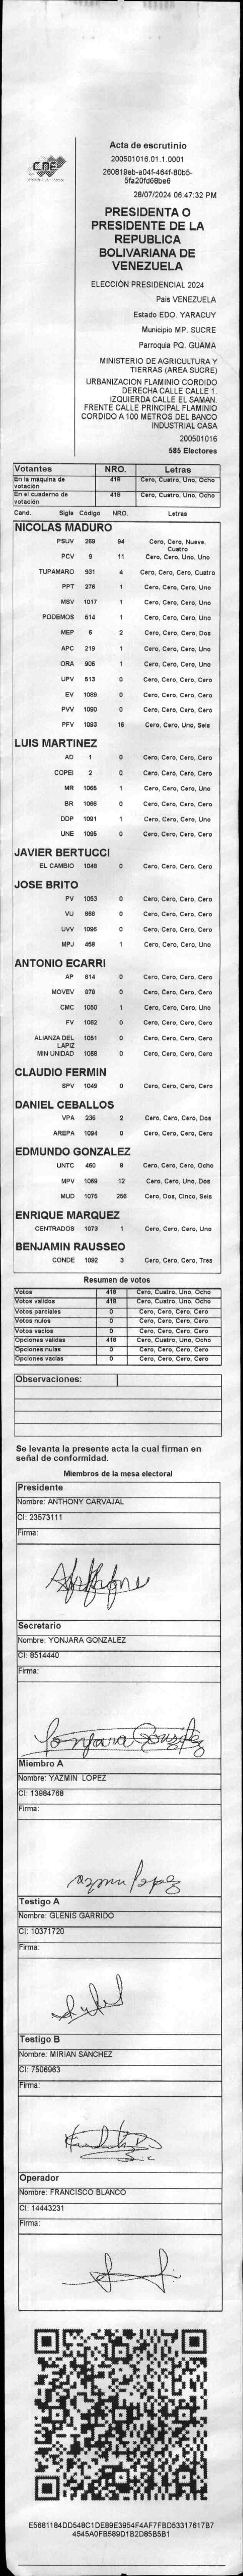 CNE
Acta de escrutinio
200501016.01.1.0001
260819eb-a04f-464f-80b5-
5fa20fd68be6
28/07/2024 06:47:32 PM
PRESIDENTA O
PRESIDENTE DE LA
REPUBLICA
BOLIVARIANA DE
VENEZUELA
ELECCIÓN PRESIDENCIAL 2024
Pais VENEZUELA
Estado EDO. YARACUY
Municipio MP. SUCRE
Parroquia PQ. GUAMA
MINISTERIO DE AGRICULTURA Y
TIERRAS (AREA SUCRE)
URBANIZACION FLAMINIO CORDIDO
DERECHA CALLE CALLE 1.
IZQUIERDA CALLE EL SAMAN.
FRENTE CALLE PRINCIPAL FLAMINIO
CORDIDO A 100 METROS DEL BANCO
INDUSTRIAL CASA
200501016
585 Electores
Votantes NRO. Letras
En la máquina de votación 418 Cero, Cuatro, Uno, Ocho
En el cuaderno de votación 418 Cero, Cuatro, Uno, Ocho
Cand. Sigla Código NRO. Letras
NICOLAS MADURO
PSUV 269 94 Cero, Cero, Nueve, Cuatro
PCV 9 11 Cero, Cero, Uno, Uno
TUPAMARO 931 4 Cero, Cero, Cero, Cuatro
PPT 276 1 Cero, Cero, Cero, Uno
MSV 1017 1 Cero, Cero, Cero, Uno
PODEMOS 514 1 Cero, Cero, Cero, Uno
MEP 6 2 Cero, Cero, Cero, Dos
APC 219 1 Cero, Cero, Cero, Uno
ORA 906 1 Cero, Cero, Cero, Uno
UPV 513 0 Cero, Cero, Cero, Cero
EV 1089 0 Cero, Cero, Cero, Cero
PVV 1090 0 Cero, Cero, Cero, Cero
PFV 1093 16 Cero, Cero, Uno, Seis
LUIS MARTINEZ
AD 1 0 Cero, Cero, Cero, Cero
COPEI 2 0 Cero, Cero, Cero, Cero
MR 1065 1 Cero, Cero, Cero, Uno
BR 1066 0 Cero, Cero, Cero, Cero
DDP 1091 1 Cero, Cero, Cero, Uno
UNE 1095 0 Cero, Cero, Cero, Cero
JAVIER BERTUCCI
EL CAMBIO 1048 0 Cero, Cero, Cero, Cero
JOSE BRITO
PV 1053 0 Cero, Cero, Cero, Cero
VU 868 0 Cero, Cero, Cero, Cero
UVV 1096 0 Cero, Cero, Cero, Cero
MPJ 458 1 Cero, Cero, Cero, Uno
ANTONIO ECARRI
AP 814 0 Cero, Cero, Cero, Cero
MOVEV 878 0 Cero, Cero, Cero, Cero
CMC 1050 1 Cero, Cero, Cero, Uno
FV 1062 0 Cero, Cero, Cero, Cero
ALIANZA DEL LAPIZ 1051 0 Cero, Cero, Cero, Cero
MIN UNIDAD 1058 0 Cero, Cero, Cero, Cero
CLAUDIO FERMIN
SPV 1049 0 Cero, Cero, Cero, Cero
DANIEL CEBALLOS
VPA 236 2 Cero, Cero, Cero, Dos
AREPA 1094 0 Cero, Cero, Cero, Cero
EDMUNDO GONZALEZ
UNTC 460 8 Cero, Cero, Cero, Ocho
MPV 1069 12 Cero, Cero, Uno, Dos
MUD 1075 256 Cero, Dos, Cinco, Seis
ENRIQUE MARQUEZ
CENTRADOS 1073 1 Cero, Cero, Cero, Uno
BENJAMIN RAUSSEO
CONDE 1092 3 Cero, Cero, Cero, Tres
Resumen de votos
Votos 418 Cero, Cuatro, Uno, Ocho
Votos validos 418 Cero, Cuatro, Uno, Ocho
Votos parciales 0 Cero, Cero, Cero, Cero
Votos nulos 0 Cero, Cero, Cero, Cero
Votos vacios 0 Cero, Cero, Cero, Cero
Opciones validas 418 Cero, Cuatro, Uno, Ocho
Opciones nulas 0 Cero, Cero, Cero, Cero
Opciones vacias 0 Cero, Cero, Cero, Cero
Observaciones:
Se levanta la presente acta la cual firman en
señal de conformidad.
Miembros de la mesa electoral
Presidente
Nombre: ANTHONY CARVAJAL
CI: 23573111
Firma:
Secretario
Nombre: YONJARA GONZALEZ
CI: 8514440
Firma:
Yonjara González
Miembro A
Nombre: YAZMIN LOPEZ
CI: 13984768
Firma:
Testigo A
Nombre: GLENIS GARRIDO
CI: 10371720
Firma:
Testigo B
Nombre: MIRIAN SANCHEZ
CI: 7506963
Firma:
Operador
Nombre: FRANCISCO BLANCO
CI: 14443231
Firma:
E5681184DD548C1DE89E3954F4AF7FBD53317617B7
4545A0FB589D1B2D85B5B1